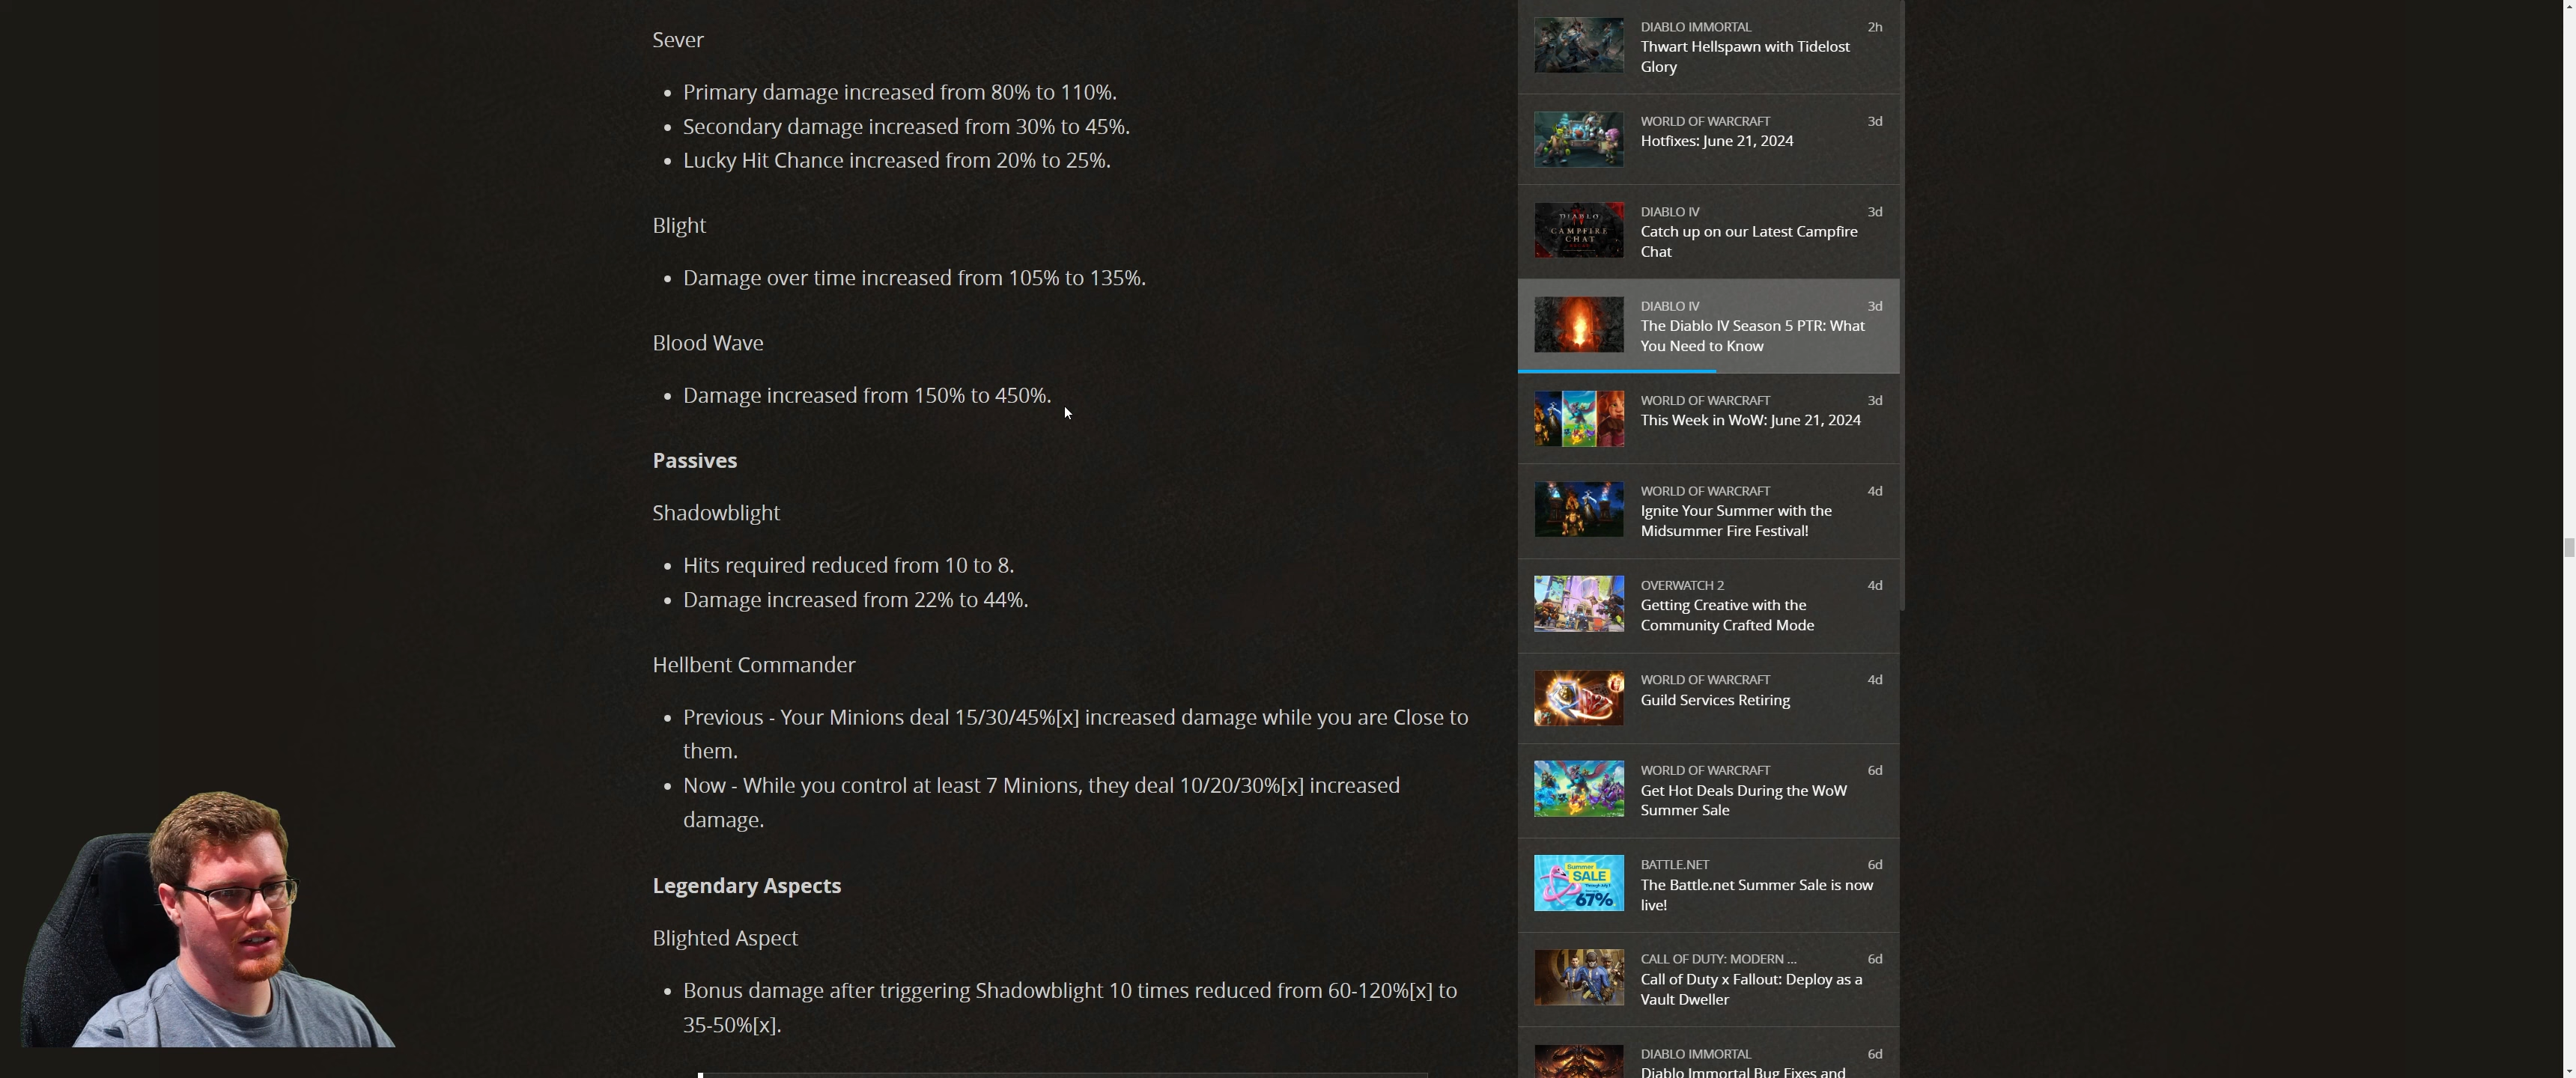 Sever
• Primary damage increased from 80% to 110%.
• Secondary damage increased from 30% to 45%.
• Lucky Hit Chance increased from 20% to 25%.
Blight
• Damage over time increased from 105% to 135%.
Blood Wave
• Damage increased from 150% to 450%.
Passives
Shadowblight
• Hits required reduced from 10 to 8.
• Damage increased from 22% to 44%.
Hellbent Commander
• Previous - Your Minions deal 15/30/45%[x] increased damage while you are Close to
them.
• Now - While you control at least 7 Minions, they deal 10/20/30%[x] increased
damage.
Legendary Aspects
Blighted Aspect
• Bonus damage after triggering Shadowblight 10 times reduced from 60-120%[x] to
35-50%[x].
DIABLO IMMORTAL 2h
Thwart Hellspawn with Tidelost
Glory
WORLD OF WARCRAFT 3d
Hotfixes: June 21, 2024
DIABLO
CAMPFIRE
CHAT
DIABLO IV 3d
Catch up on our Latest Campfire
Chat
DIABLO IV 3d
The Diablo IV Season 5 PTR: What
You Need to Know
WORLD OF WARCRAFT 3d
This Week in WoW: June 21, 2024
WORLD OF WARCRAFT 4d
Ignite Your Summer with the
Midsummer Fire Festival!
OVERWATCH 2 4d
Getting Creative with the
Community Crafted Mode
WORLD OF WARCRAFT 4d
Guild Services Retiring
WORLD OF WARCRAFT 6d
Get Hot Deals During the WoW
Summer Sale
Summer
SALE
67%
BATTLE.NET 6d
The Battle.net Summer Sale is now
live!
CALL OF DUTY: MODERN ... 6d
Call of Duty x Fallout: Deploy as a
Vault Dweller
DIABLO IMMORTAL 6d
Diablo Immortal Bug Fixes and